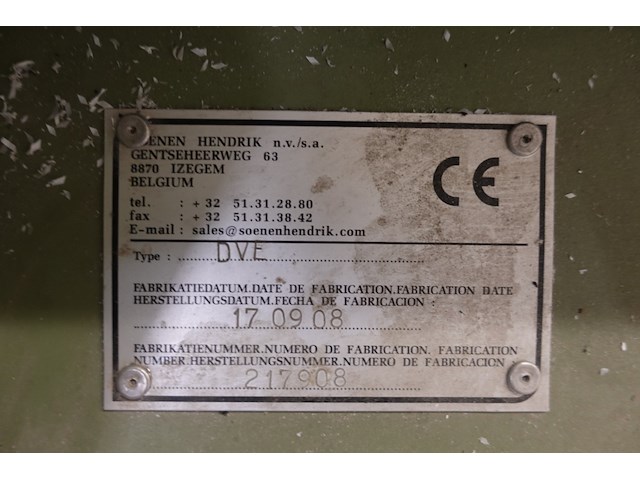 OENEN HENDRIK n.v./s.a.
GENTSEHEERWEG 63
8870 IZEGEM
BELGIUM
CE
tel. : + 32 51.31.28.80
fax : + 32 51.31.38.42
E-mail : sales@soenenhendrik.com
Type : D.V.E
FABRIKATIEDATUM.DATE DE FABRICATION.FABRICATION DATE
HERSTELLUNGSDATUM.FECHA DE FABRICACION :
17 09 08
FABRIKATIENUMMER.NUMERO DE FABRICATION. FABRICATION
NUMBER.HERSTELLUNGSNUMMER.NUMERO DE FABRICACION
217908